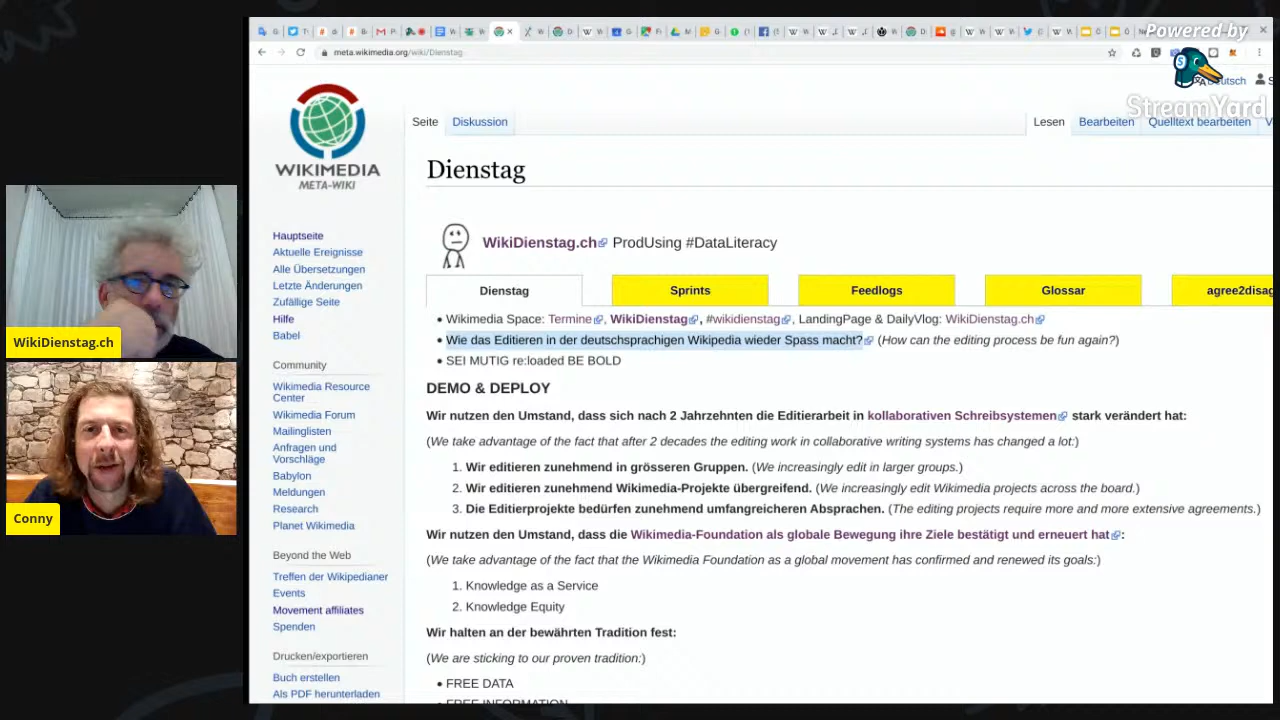 Powered by
StreamYard
meta.wikimedia.org/wiki/Dienstag
Deutsch
WIKIMEDIA
META-WIKI
Seite
Diskussion
Lesen
Bearbeiten
Quelltext bearbeiten
Dienstag
WikiDienstag.ch ProdUsing #DataLiteracy
Dienstag
Sprints
Feedlogs
Glossar
agree2disag
• Wikimedia Space: Termine, WikiDienstag, #wikidienstag, LandingPage & DailyVlog: WikiDienstag.ch
• Wie das Editieren in der deutschsprachigen Wikipedia wieder Spass macht? (How can the editing process be fun again?)
• SEI MUTIG re:loaded BE BOLD
DEMO & DEPLOY
Wir nutzen den Umstand, dass sich nach 2 Jahrzehnten die Editierarbeit in kollaborativen Schreibsystemen stark verändert hat:
(We take advantage of the fact that after 2 decades the editing work in collaborative writing systems has changed a lot:)
1. Wir editieren zunehmend in grösseren Gruppen. (We increasingly edit in larger groups.)
2. Wir editieren zunehmend Wikimedia-Projekte übergreifend. (We increasingly edit Wikimedia projects across the board.)
3. Die Editierprojekte bedürfen zunehmend umfangreicheren Absprachen. (The editing projects require more and more extensive agreements.)
Wir nutzen den Umstand, dass die Wikimedia-Foundation als globale Bewegung ihre Ziele bestätigt und erneuert hat:
(We take advantage of the fact that the Wikimedia Foundation as a global movement has confirmed and renewed its goals:)
1. Knowledge as a Service
2. Knowledge Equity
Wir halten an der bewährten Tradition fest:
(We are sticking to our proven tradition:)
• FREE DATA
• FREE INFORMATION
Hauptseite
Aktuelle Ereignisse
Alle Übersetzungen
Letzte Änderungen
Zufällige Seite
Hilfe
Babel
Community
Wikimedia Resource
Center
Wikimedia Forum
Mailinglisten
Anfragen und
Vorschläge
Babylon
Meldungen
Research
Planet Wikimedia
Beyond the Web
Treffen der Wikipedianer
Events
Movement affiliates
Spenden
Drucken/exportieren
Buch erstellen
Als PDF herunterladen
WikiDienstag.ch
Conny